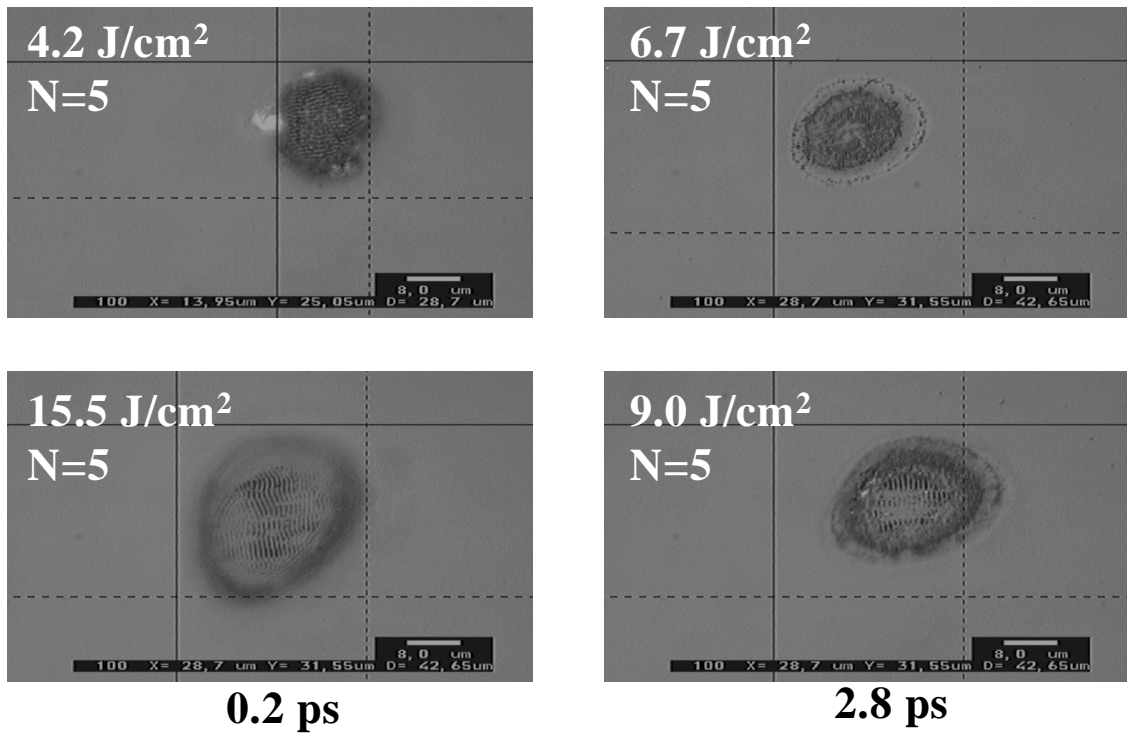 4.2 J/cm²
N=5
8,0 um
100 X= 13,95um Y= 25,05um D= 28,7 um
6.7 J/cm²
N=5
8,0 um
100 X= 28,7 um Y= 31,55um D= 42,65um
15.5 J/cm²
N=5
8,0 um
100 X= 28,7 um Y= 31,55um D= 42,65um
9.0 J/cm²
N=5
8,0 um
100 X= 28,7 um Y= 31,55um D= 42,65um
0.2 ps
2.8 ps